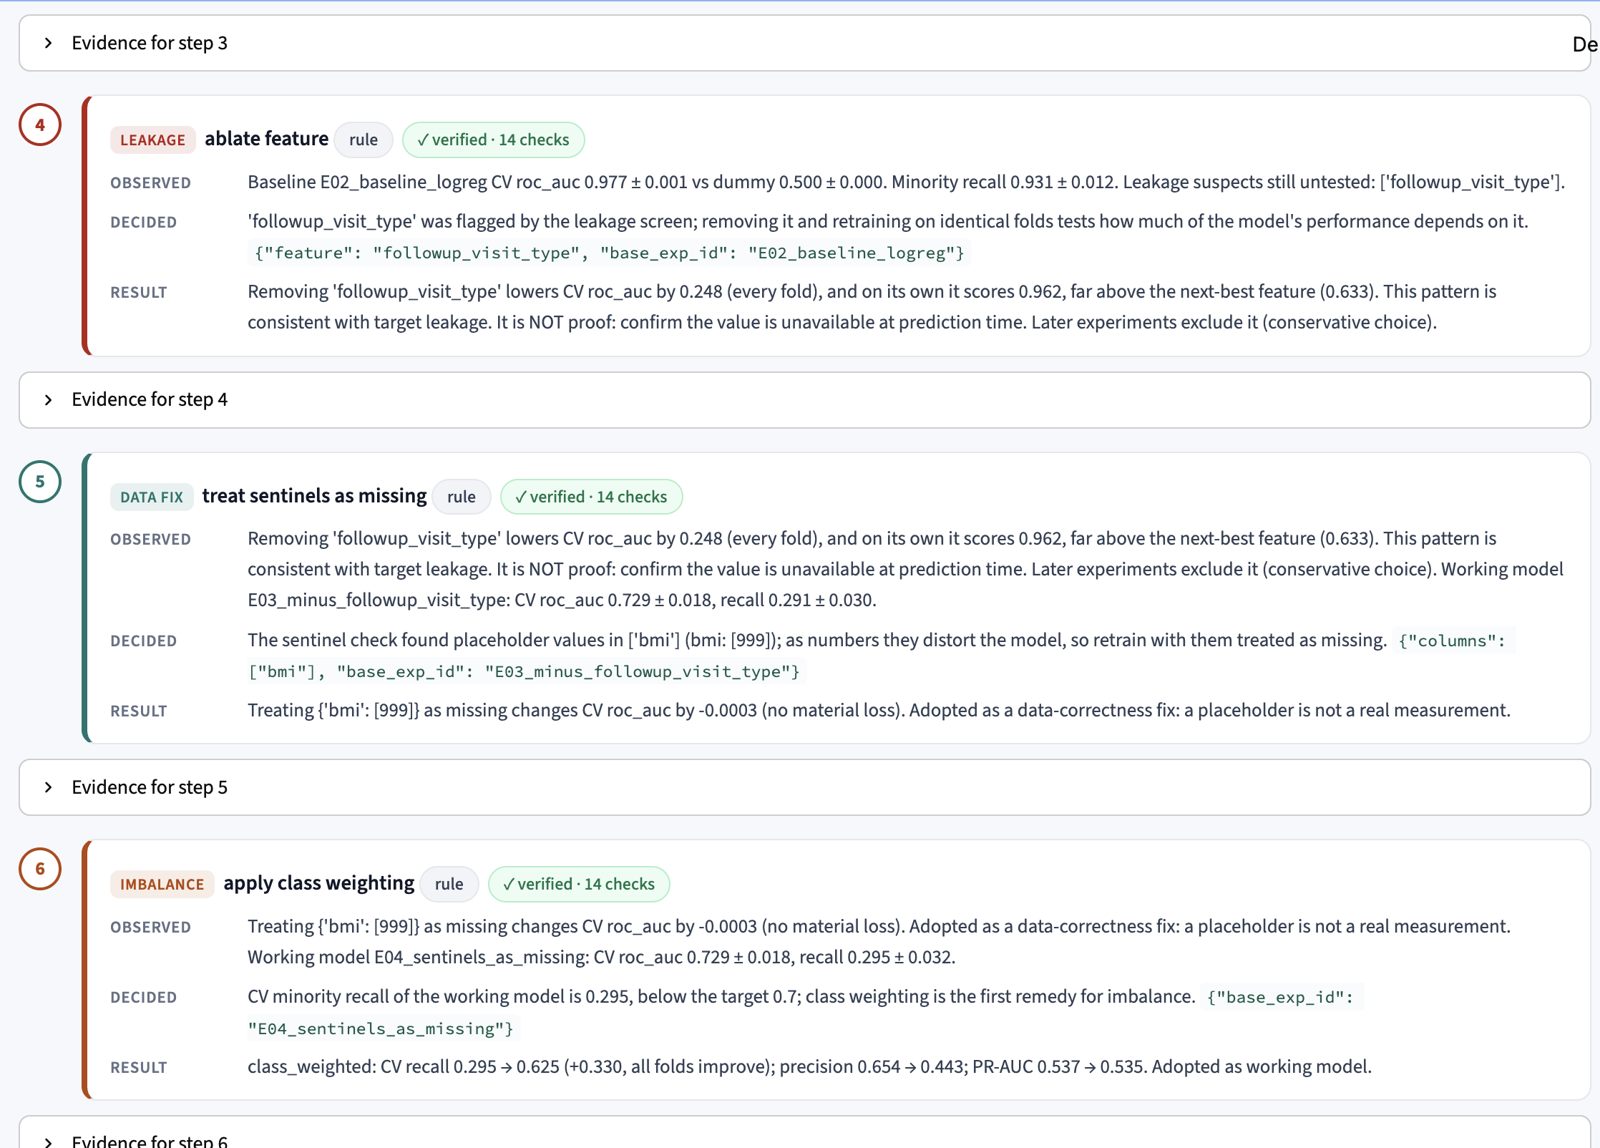 Evidence for step 3
De
4
LEAKAGE ablate feature rule ✓ verified · 14 checks
OBSERVED Baseline E02_baseline_logreg CV roc_auc 0.977 ± 0.001 vs dummy 0.500 ± 0.000. Minority recall 0.931 ± 0.012. Leakage suspects still untested: ['followup_visit_type'].
DECIDED 'followup_visit_type' was flagged by the leakage screen; removing it and retraining on identical folds tests how much of the model's performance depends on it.
{"feature": "followup_visit_type", "base_exp_id": "E02_baseline_logreg"}
RESULT Removing 'followup_visit_type' lowers CV roc_auc by 0.248 (every fold), and on its own it scores 0.962, far above the next-best feature (0.633). This pattern is
consistent with target leakage. It is NOT proof: confirm the value is unavailable at prediction time. Later experiments exclude it (conservative choice).
Evidence for step 4
5
DATA FIX treat sentinels as missing rule ✓ verified · 14 checks
OBSERVED Removing 'followup_visit_type' lowers CV roc_auc by 0.248 (every fold), and on its own it scores 0.962, far above the next-best feature (0.633). This pattern is
consistent with target leakage. It is NOT proof: confirm the value is unavailable at prediction time. Later experiments exclude it (conservative choice). Working model
E03_minus_followup_visit_type: CV roc_auc 0.729 ± 0.018, recall 0.291 ± 0.030.
DECIDED The sentinel check found placeholder values in ['bmi'] (bmi: [999]); as numbers they distort the model, so retrain with them treated as missing. {"columns":
["bmi"], "base_exp_id": "E03_minus_followup_visit_type"}
RESULT Treating {'bmi': [999]} as missing changes CV roc_auc by -0.0003 (no material loss). Adopted as a data-correctness fix: a placeholder is not a real measurement.
Evidence for step 5
6
IMBALANCE apply class weighting rule ✓ verified · 14 checks
OBSERVED Treating {'bmi': [999]} as missing changes CV roc_auc by -0.0003 (no material loss). Adopted as a data-correctness fix: a placeholder is not a real measurement.
Working model E04_sentinels_as_missing: CV roc_auc 0.729 ± 0.018, recall 0.295 ± 0.032.
DECIDED CV minority recall of the working model is 0.295, below the target 0.7; class weighting is the first remedy for imbalance. {"base_exp_id":
"E04_sentinels_as_missing"}
RESULT class_weighted: CV recall 0.295 → 0.625 (+0.330, all folds improve); precision 0.654 → 0.443; PR-AUC 0.537 → 0.535. Adopted as working model.
Evidence for step 6